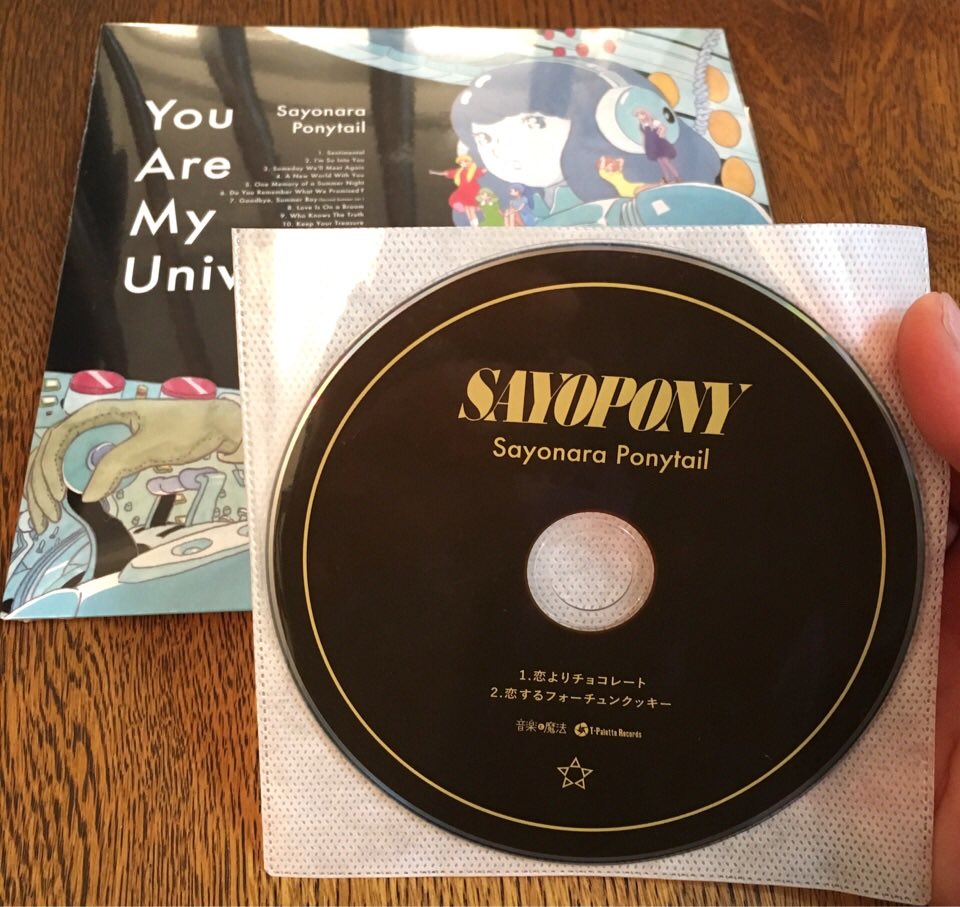 You
Are
My
Univ
Sayonara
Ponytail
1. Sentimental
2. I'm So Into You
3. Someday We'll Meet Again
4. A New World With You
5. One Memory of a Summer Night
6. Do You Remember What We Promised?
7. Goodbye, Summer Boy
8. Love Is On a Broom
9. Who Knows The Truth
10. Keep Your Treasure
SAYOPONY
Sayonara Ponytail
1.恋よりチョコレート
2.恋するフォーチュンクッキー
音楽と魔法 T-Palette Records